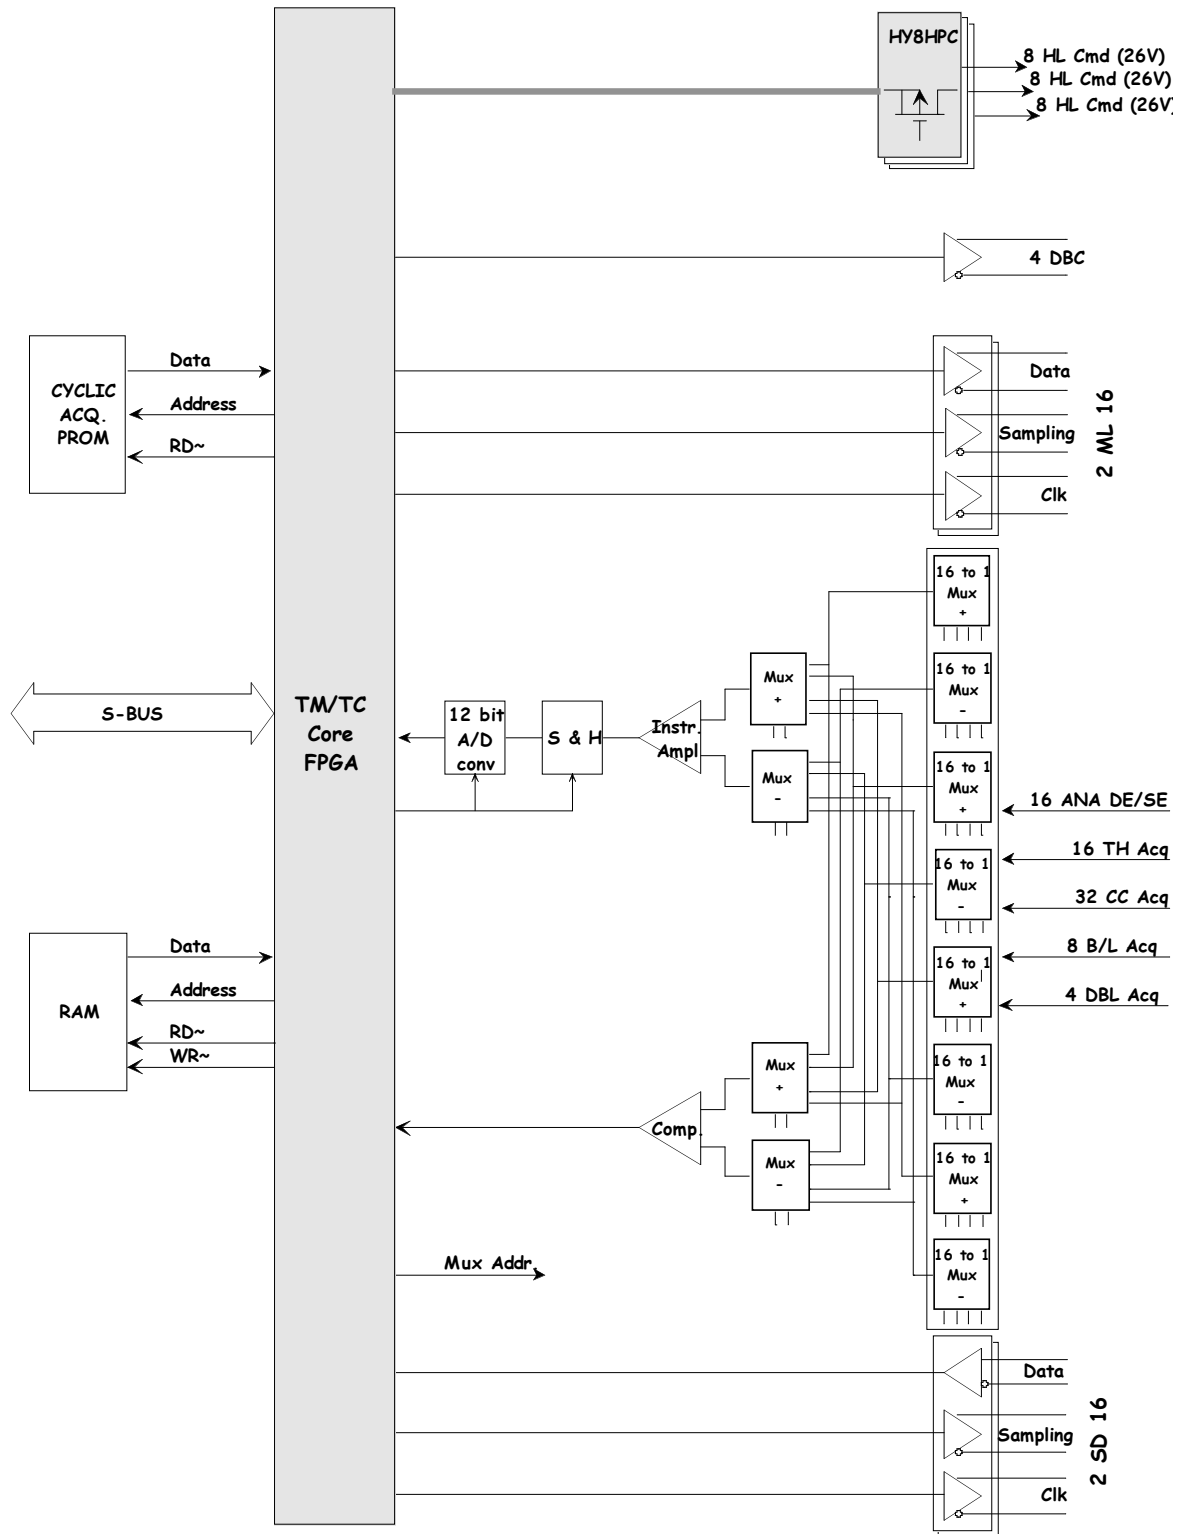 HY8HPC
8 HL Cmd (26V)
8 HL Cmd (26V)
8 HL Cmd (26V)
4 DBC
CYCLIC
ACQ.
PROM
Data
Address
RD~
Data
Sampling
Clk
2 ML 16
S-BUS
TM/TC
Core
FPGA
12 bit
A/D
conv
S & H
Instr.
Ampl
Mux
+
Mux
-
16 to 1
Mux
+
16 to 1
Mux
-
16 to 1
Mux
+
16 to 1
Mux
-
16 to 1
Mux
+
16 to 1
Mux
-
16 to 1
Mux
+
16 to 1
Mux
-
16 ANA DE/SE
16 TH Acq
32 CC Acq
8 B/L Acq
4 DBL Acq
RAM
Data
Address
RD~
WR~
Comp.
Mux
+
Mux
-
Mux Addr.
Data
Sampling
Clk
2 SD 16